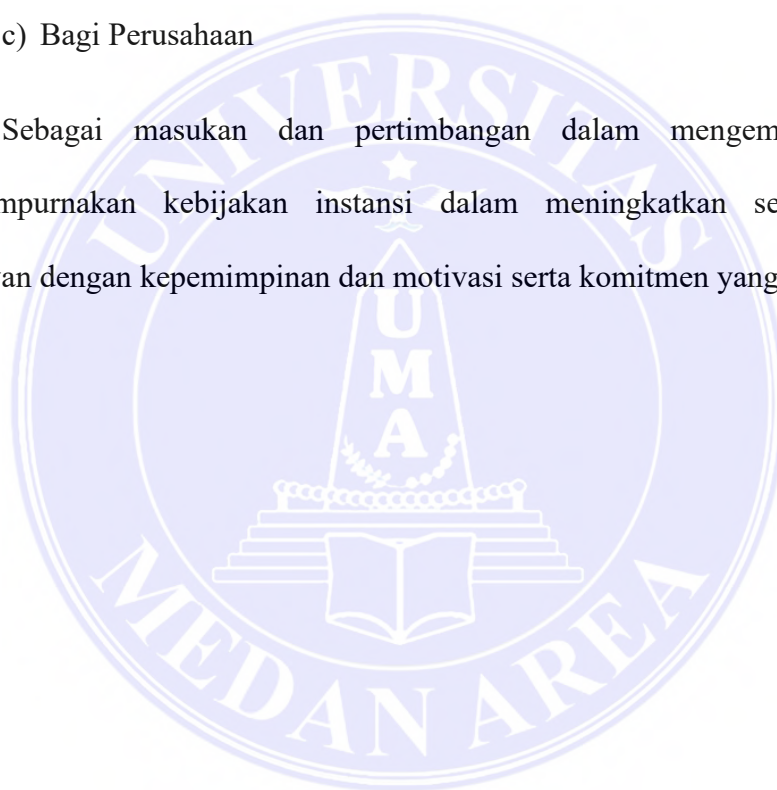 c) Bagi Perusahaan
Sebagai masukan dan pertimbangan dalam mengem
mpurnakan kebijakan instansi dalam meningkatkan se
an dengan kepemimpinan dan motivasi serta komitmen yang
UNIVERSITAS
UMA
MEDAN AREA